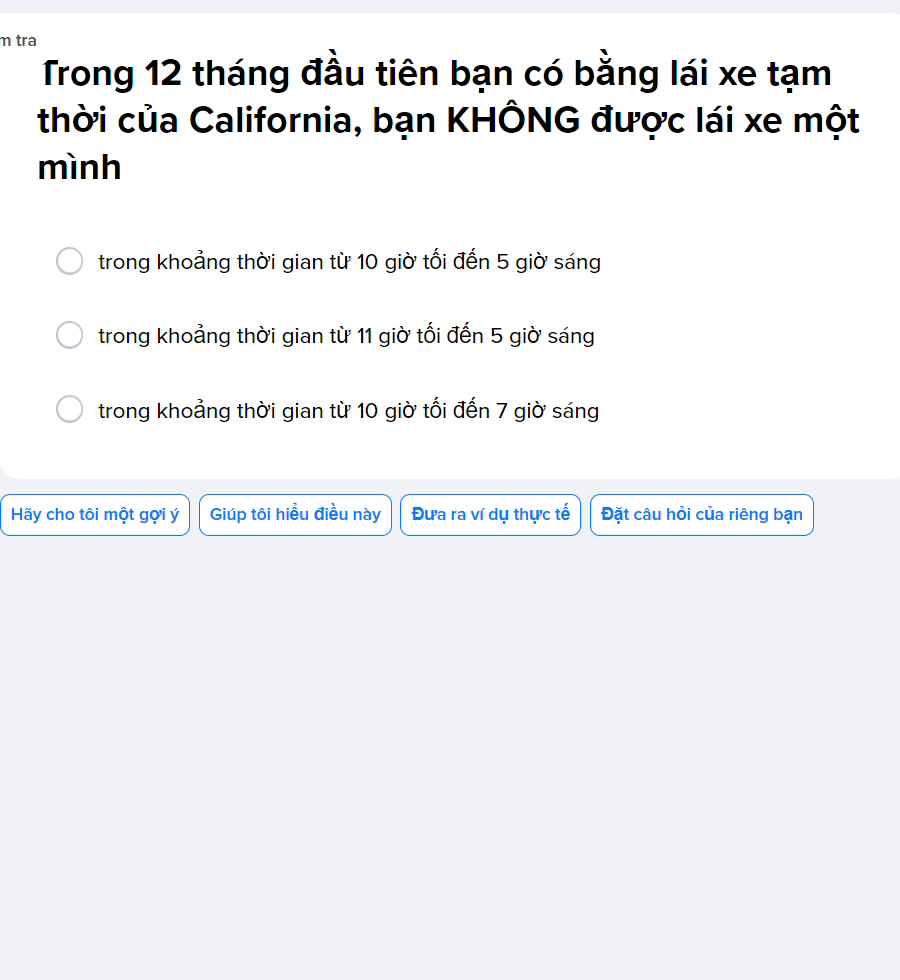 m tra
Trong 12 tháng đầu tiên bạn có bằng lái xe tạm
thời của California, bạn KHÔNG được lái xe một
mình
trong khoảng thời gian từ 10 giờ tối đến 5 giờ sáng
trong khoảng thời gian từ 11 giờ tối đến 5 giờ sáng
trong khoảng thời gian từ 10 giờ tối đến 7 giờ sáng
Hãy cho tôi một gợi ý
Giúp tôi hiểu điều này
Đưa ra ví dụ thực tế
Đặt câu hỏi của riêng bạn